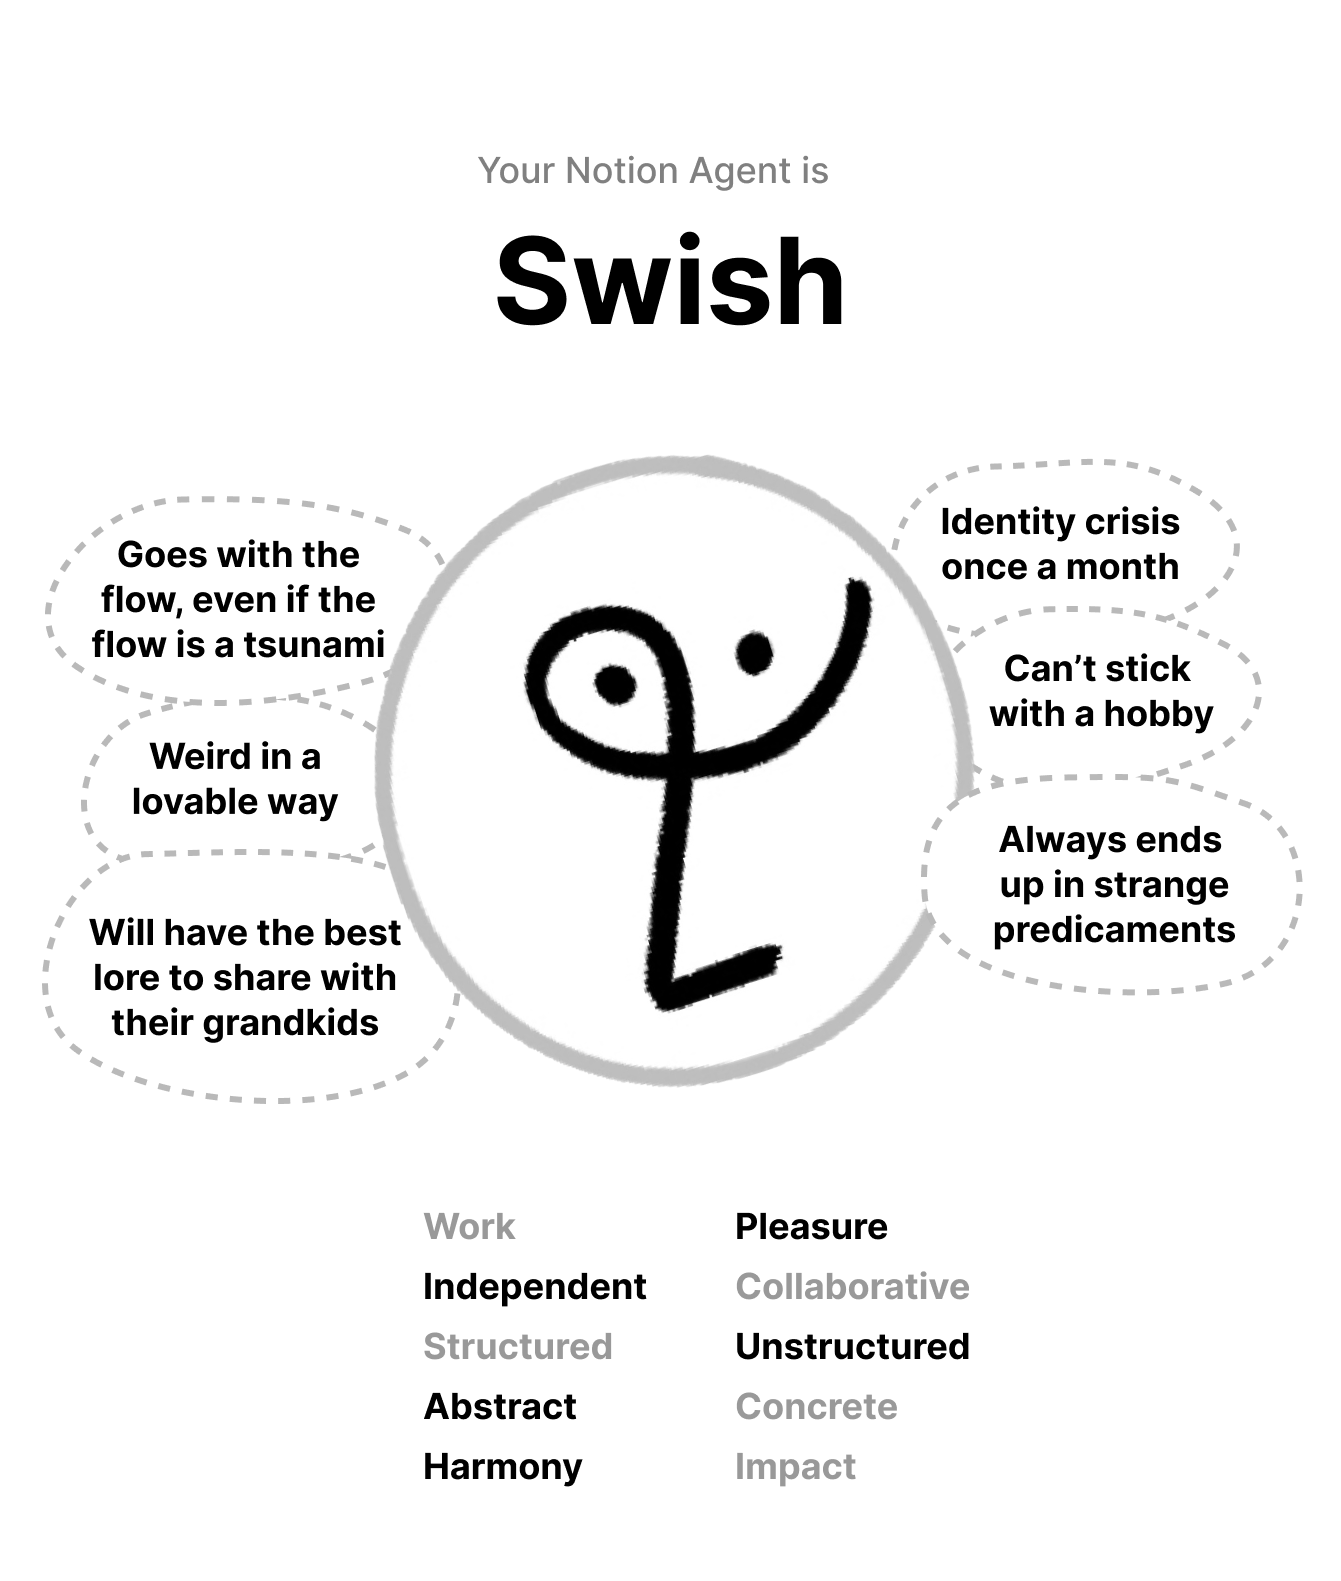 Your Notion Agent is
Swish
Goes with the
flow, even if the
flow is a tsunami
Weird in a
lovable way
Will have the best
lore to share with
their grandkids
Identity crisis
once a month
Can’t stick
with a hobby
Always ends
up in strange
predicaments
Work Pleasure
Independent Collaborative
Structured Unstructured
Abstract Concrete
Harmony Impact